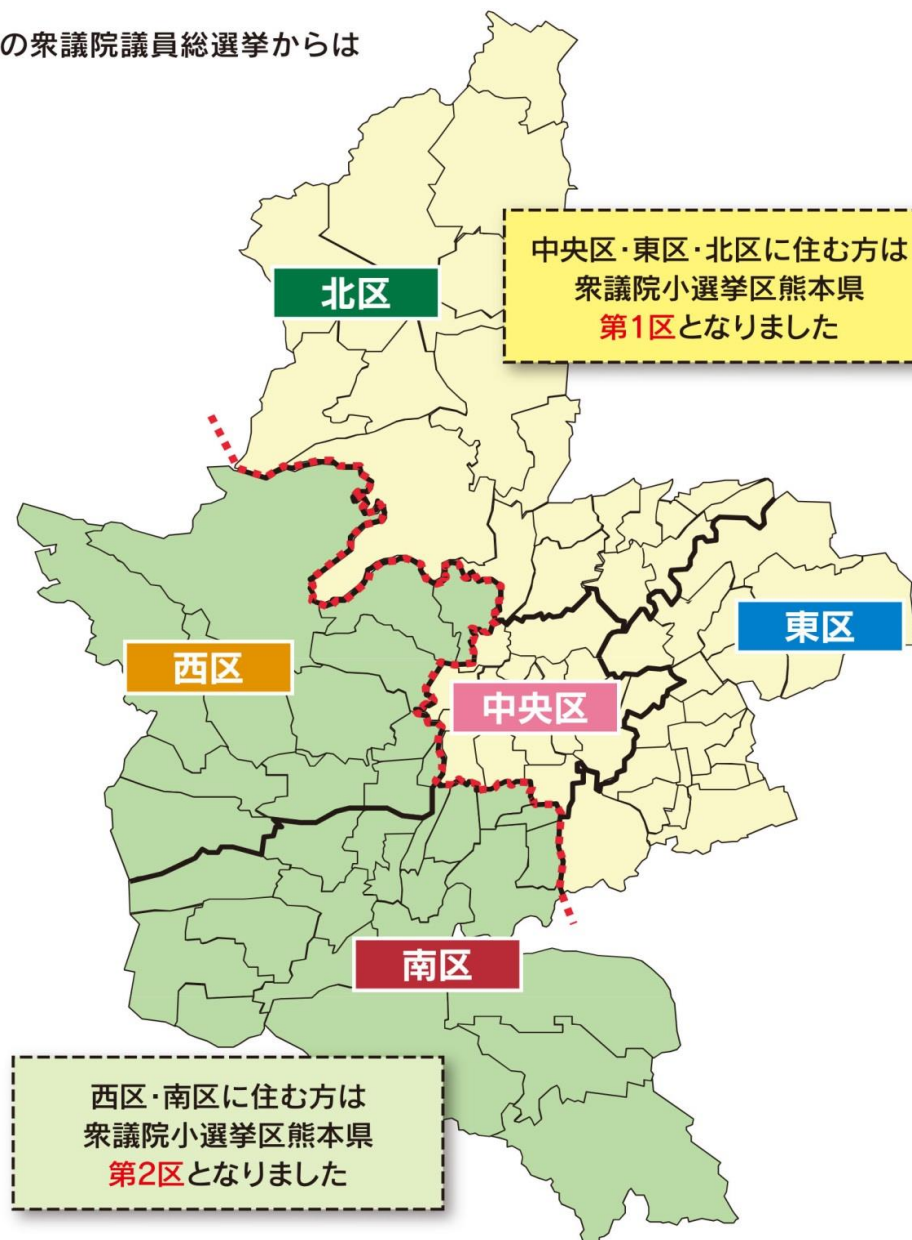 の衆議院議員総選挙からは
中央区･東区･北区に住む方は
衆議院小選挙区熊本県
第1区となりました
北区
東区
西区
中央区
南区
西区･南区に住む方は
衆議院小選挙区熊本県
第2区となりました